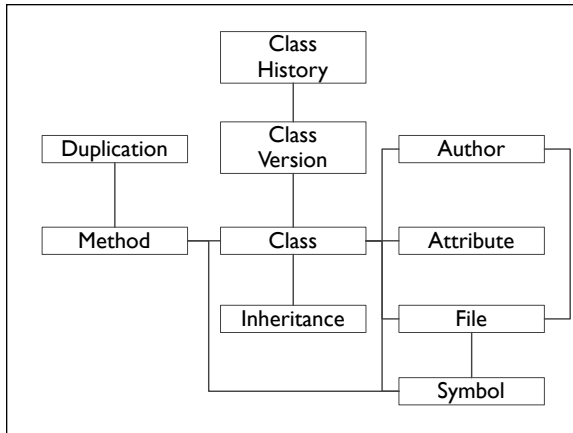 Class
History
Class
Version
Duplication
Author
Method
Class
Attribute
Inheritance
File
Symbol